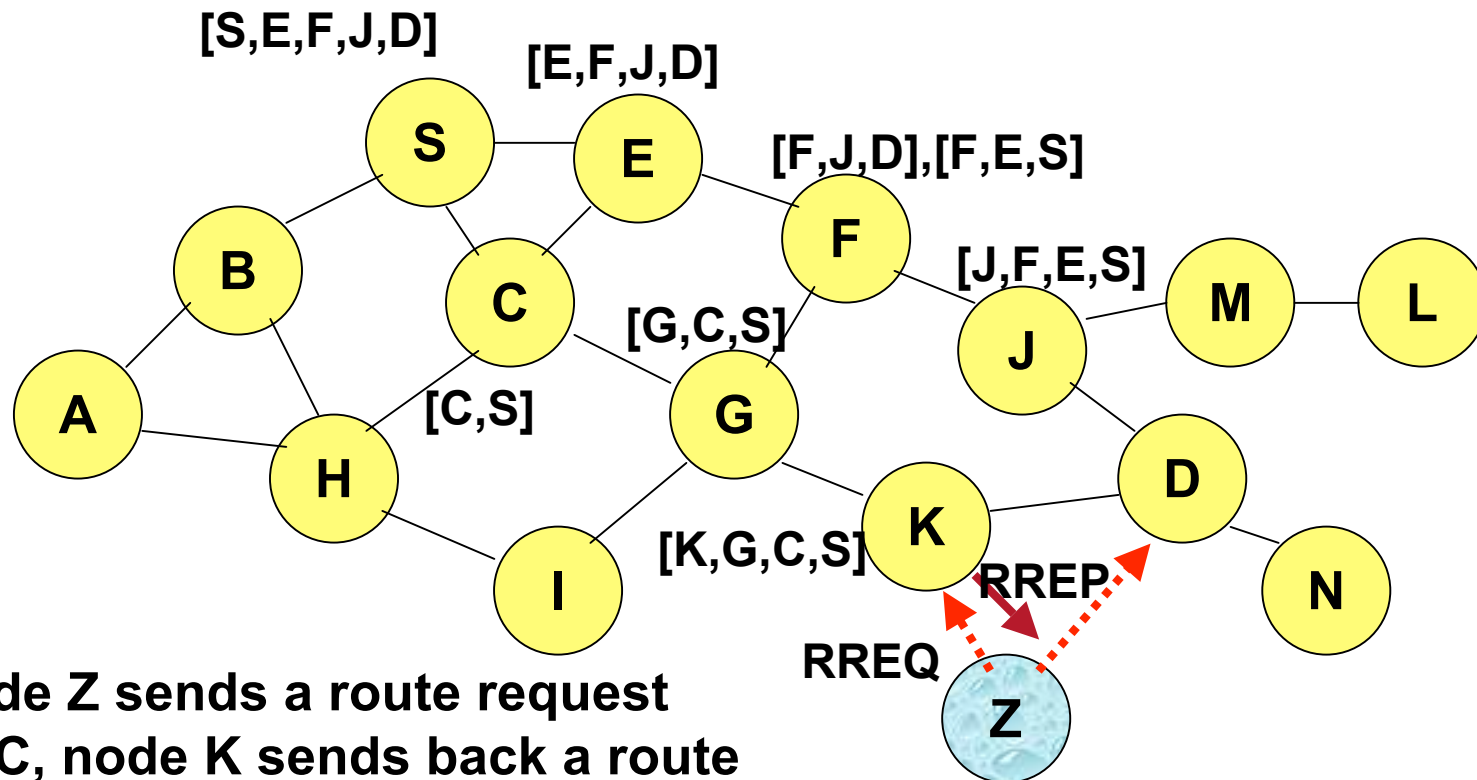 [S,E,F,J,D]
[E,F,J,D]
S
E
[F,J,D],[F,E,S]
F
B
[J,F,E,S]
C
M
L
[G,C,S]
J
A
[C,S]
G
H
D
K
[K,G,C,S]
RREP
I
N
RREQ
de Z sends a route request
Z
C, node K sends back a route